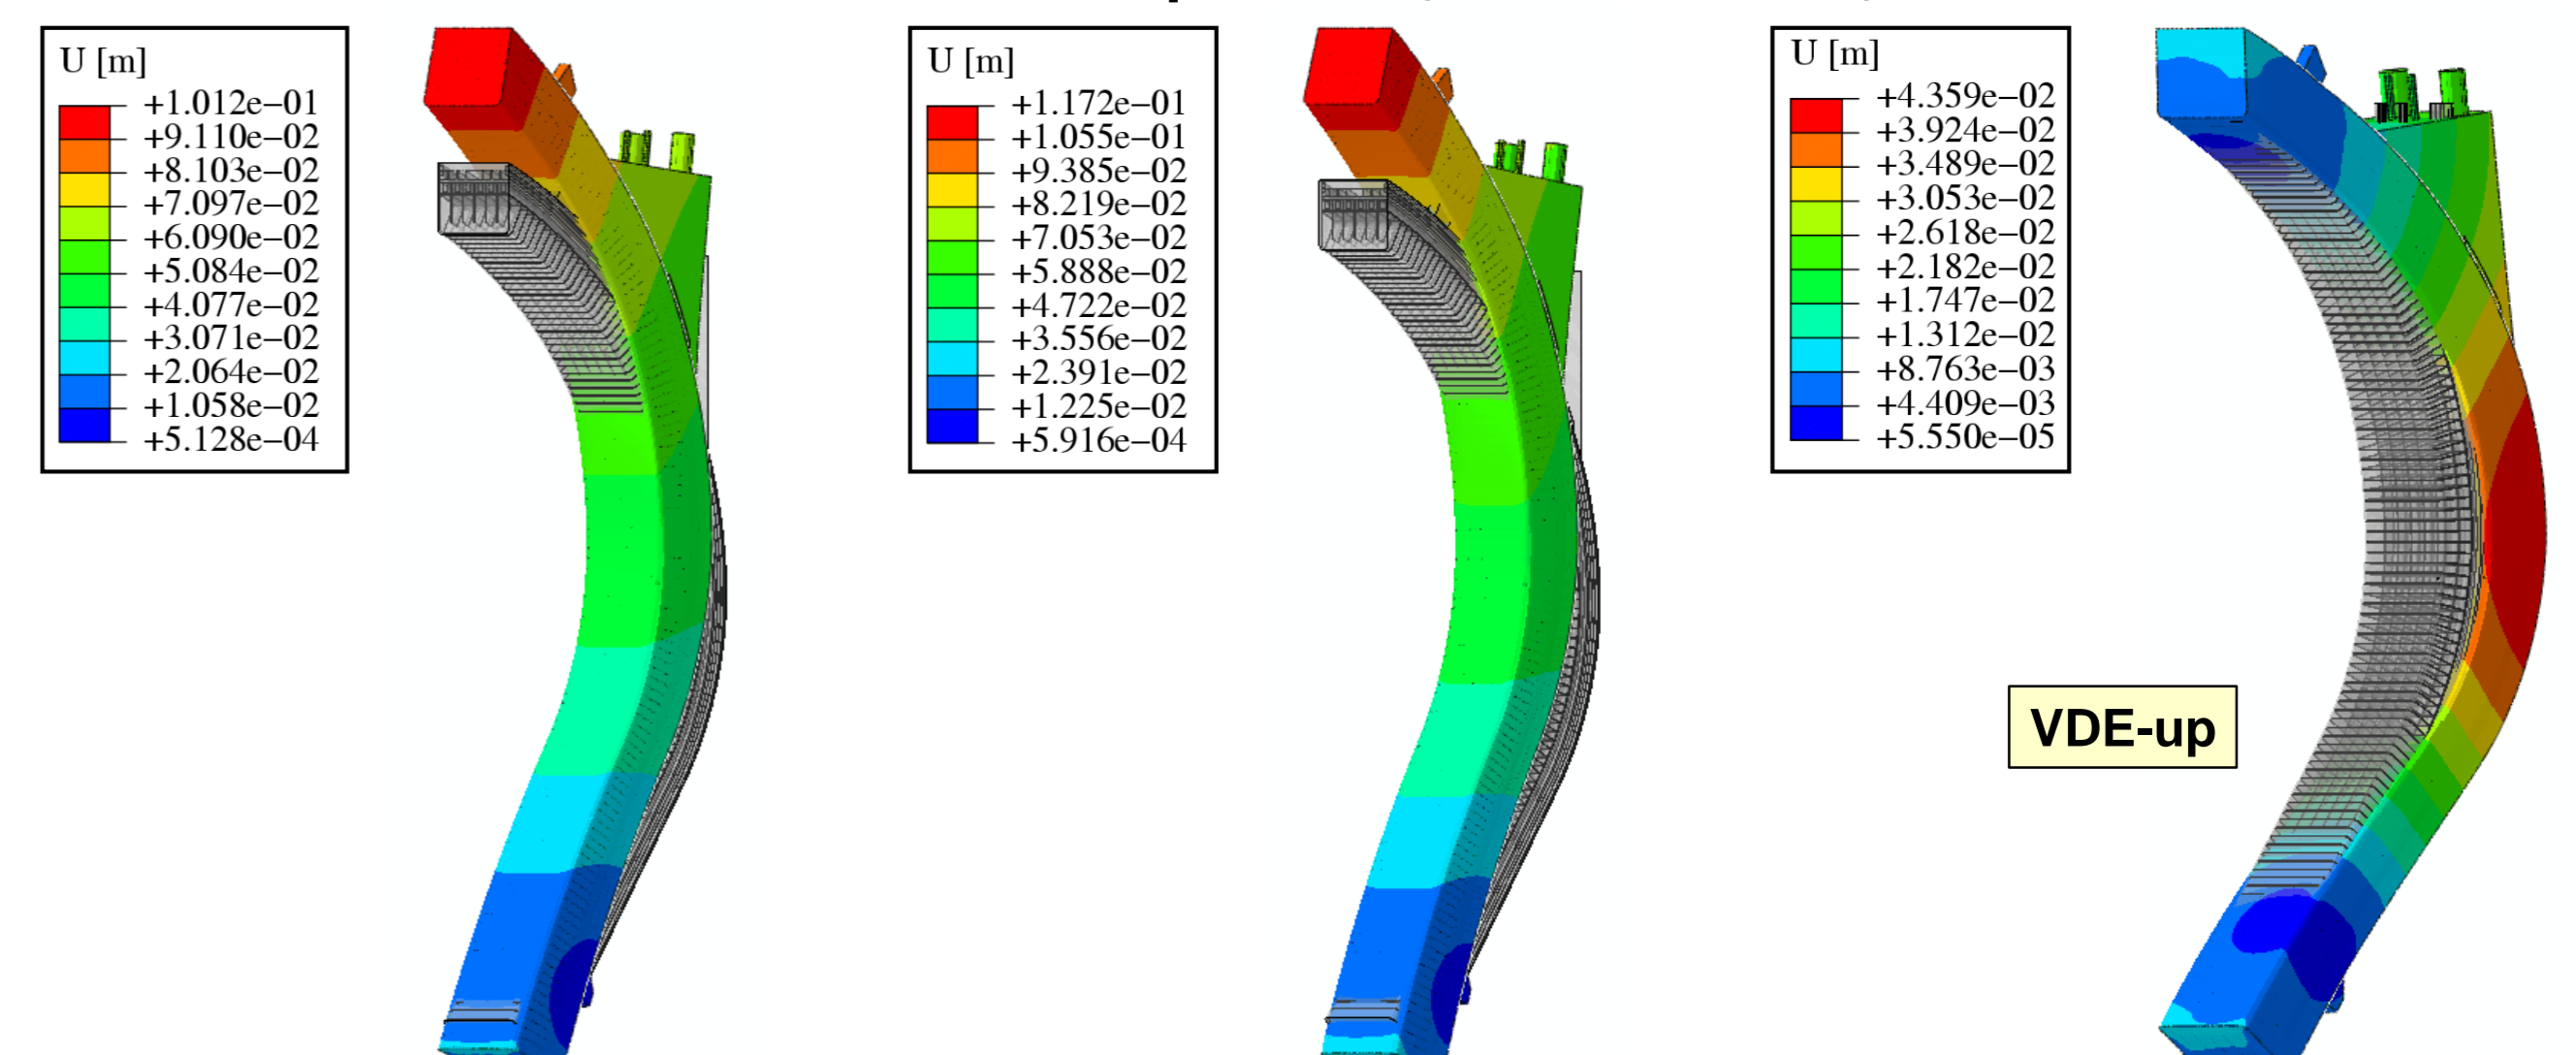 U [m]
+1.012e−01
+9.110e−02
+8.103e−02
+7.097e−02
+6.090e−02
+5.084e−02
+4.077e−02
+3.071e−02
+2.064e−02
+1.058e−02
+5.128e−04
U [m]
+1.172e−01
+1.055e−01
+9.385e−02
+8.219e−02
+7.053e−02
+5.888e−02
+4.722e−02
+3.556e−02
+2.391e−02
+1.225e−02
+5.916e−04
U [m]
+4.359e−02
+3.924e−02
+3.489e−02
+3.053e−02
+2.618e−02
+2.182e−02
+1.747e−02
+1.312e−02
+8.763e−03
+4.409e−03
+5.550e−05
VDE-up